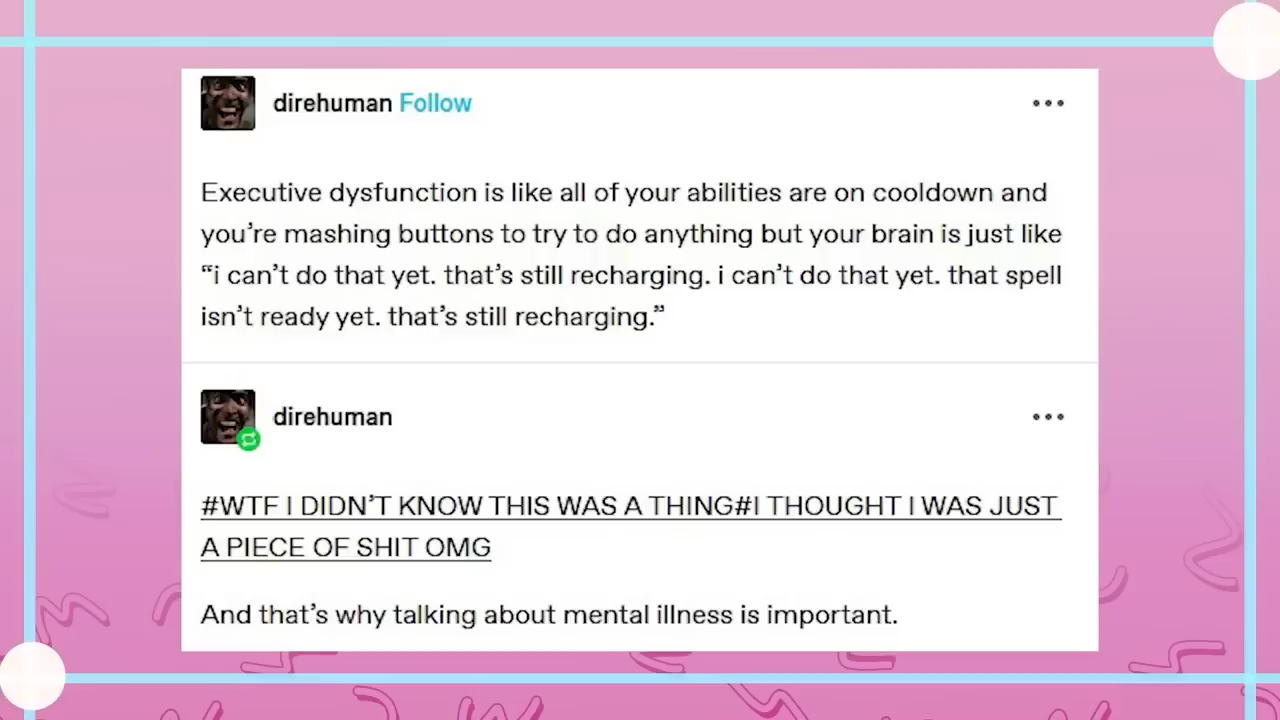 direhuman Follow
Executive dysfunction is like all of your abilities are on cooldown and
you’re mashing buttons to try to do anything but your brain is just like
“i can’t do that yet. that’s still recharging. i can’t do that yet. that spell
isn’t ready yet. that’s still recharging.”
direhuman
#WTF I DIDN’T KNOW THIS WAS A THING#I THOUGHT I WAS JUST
A PIECE OF SHIT OMG
And that’s why talking about mental illness is important.